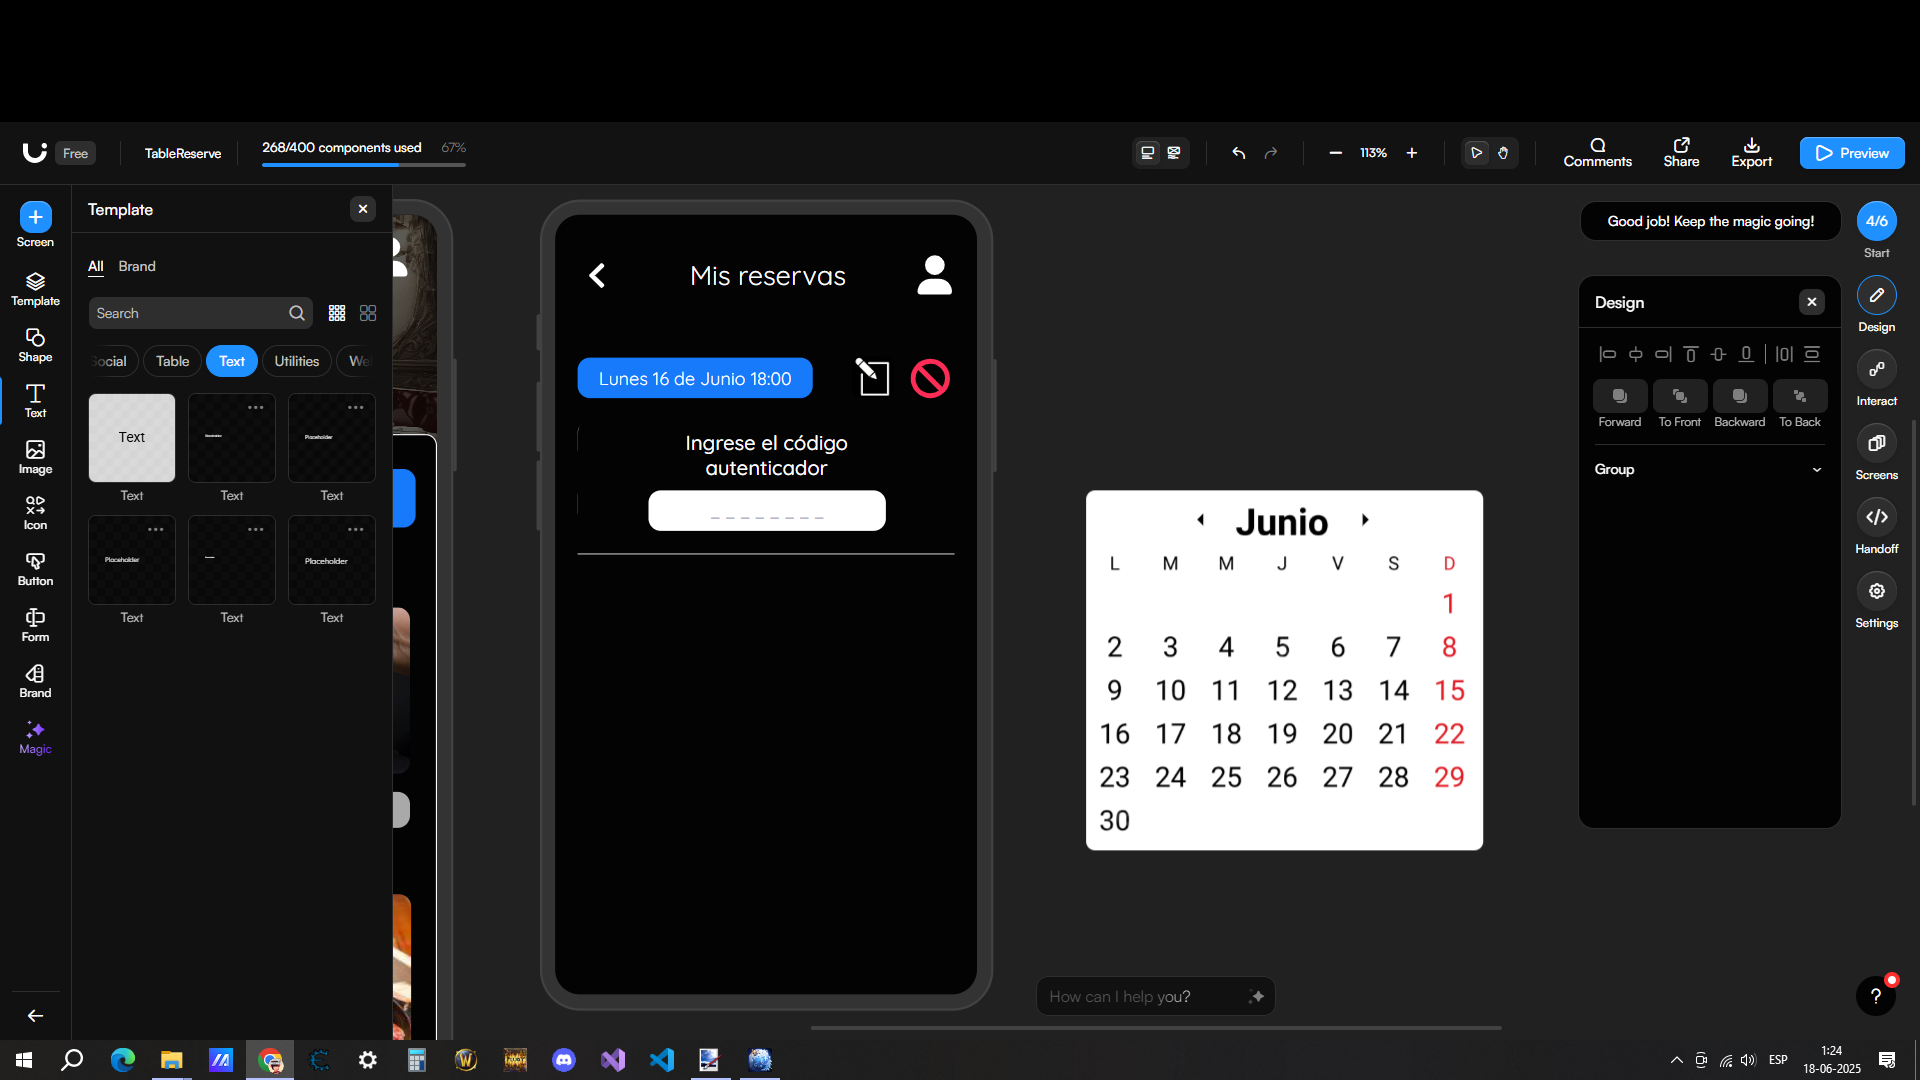 Free
TableReserve
268/400 components used
67%
113%
Comments
Share
Export
Preview
Screen
Template
Shape
Text
Image
Icon
Button
Form
Brand
Magic
Template
All
Brand
Search
Social
Table
Text
Utilities
Text
Text
Text
Placeholder
Text
Placeholder
Text
Text
Placeholder
Text
Mis reservas
Lunes 16 de Junio 18:00
Ingrese el código
autenticador
_ _ _ _ _ _ _ _
Junio
L M M J V S D
1
2 3 4 5 6 7 8
9 10 11 12 13 14 15
16 17 18 19 20 21 22
23 24 25 26 27 28 29
30
How can I help you?
Good job! Keep the magic going!
Design
Forward
To Front
Backward
To Back
Group
4/6
Start
Design
Interact
Screens
Handoff
Settings
?
ESP
1:24
18-06-2025